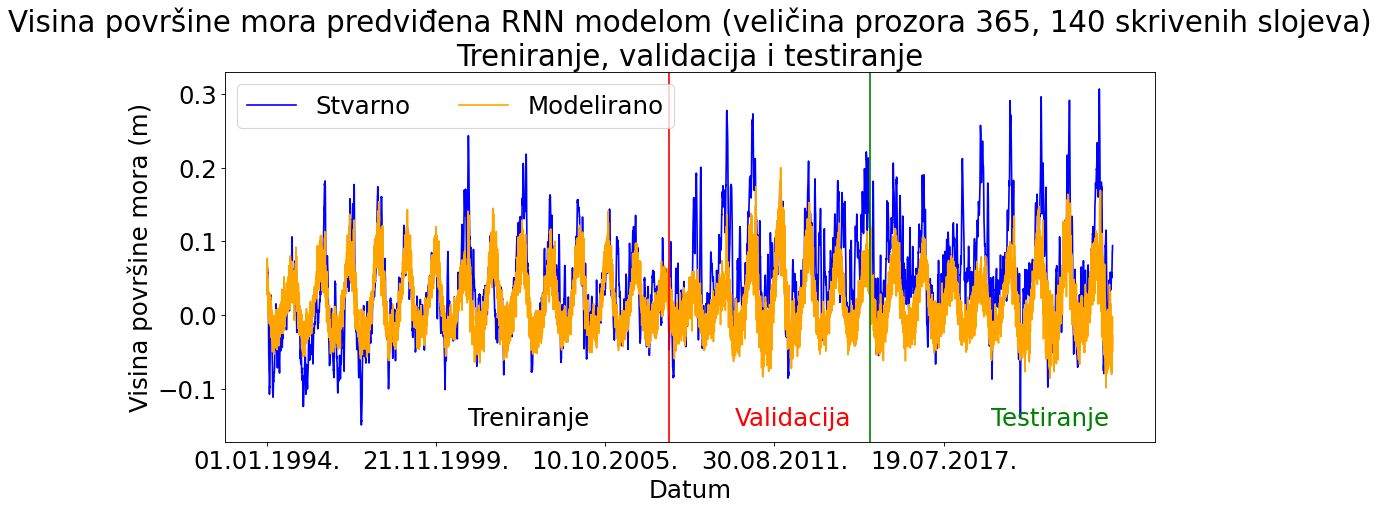 Visina površine mora predviđena RNN modelom (veličina prozora 365, 140 skrivenih slojeva)
Treniranje, validacija i testiranje
Stvarno
Modelirano
Visina površine mora (m)
0.3
0.2
0.1
0.0
−0.1
Treniranje
Validacija
Testiranje
01.01.1994.
21.11.1999.
10.10.2005.
30.08.2011.
19.07.2017.
Datum